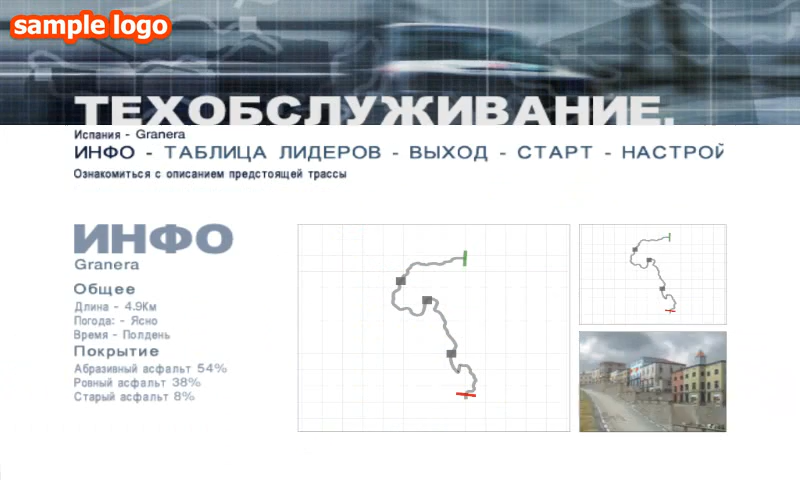 sample logo
ТЕХОБСЛУЖИВАНИЕ.
Испания - Granera
ИНФО - ТАБЛИЦА ЛИДЕРОВ - ВЫХОД - СТАРТ - НАСТРОЙ
Ознакомиться с описанием предстоящей трассы
ИНФО
Granera
Общее
Длина - 4.9Км
Погода: - Ясно
Время - Полдень
Покрытие
Абразивный асфальт 54%
Ровный асфальт 38%
Старый асфальт 8%